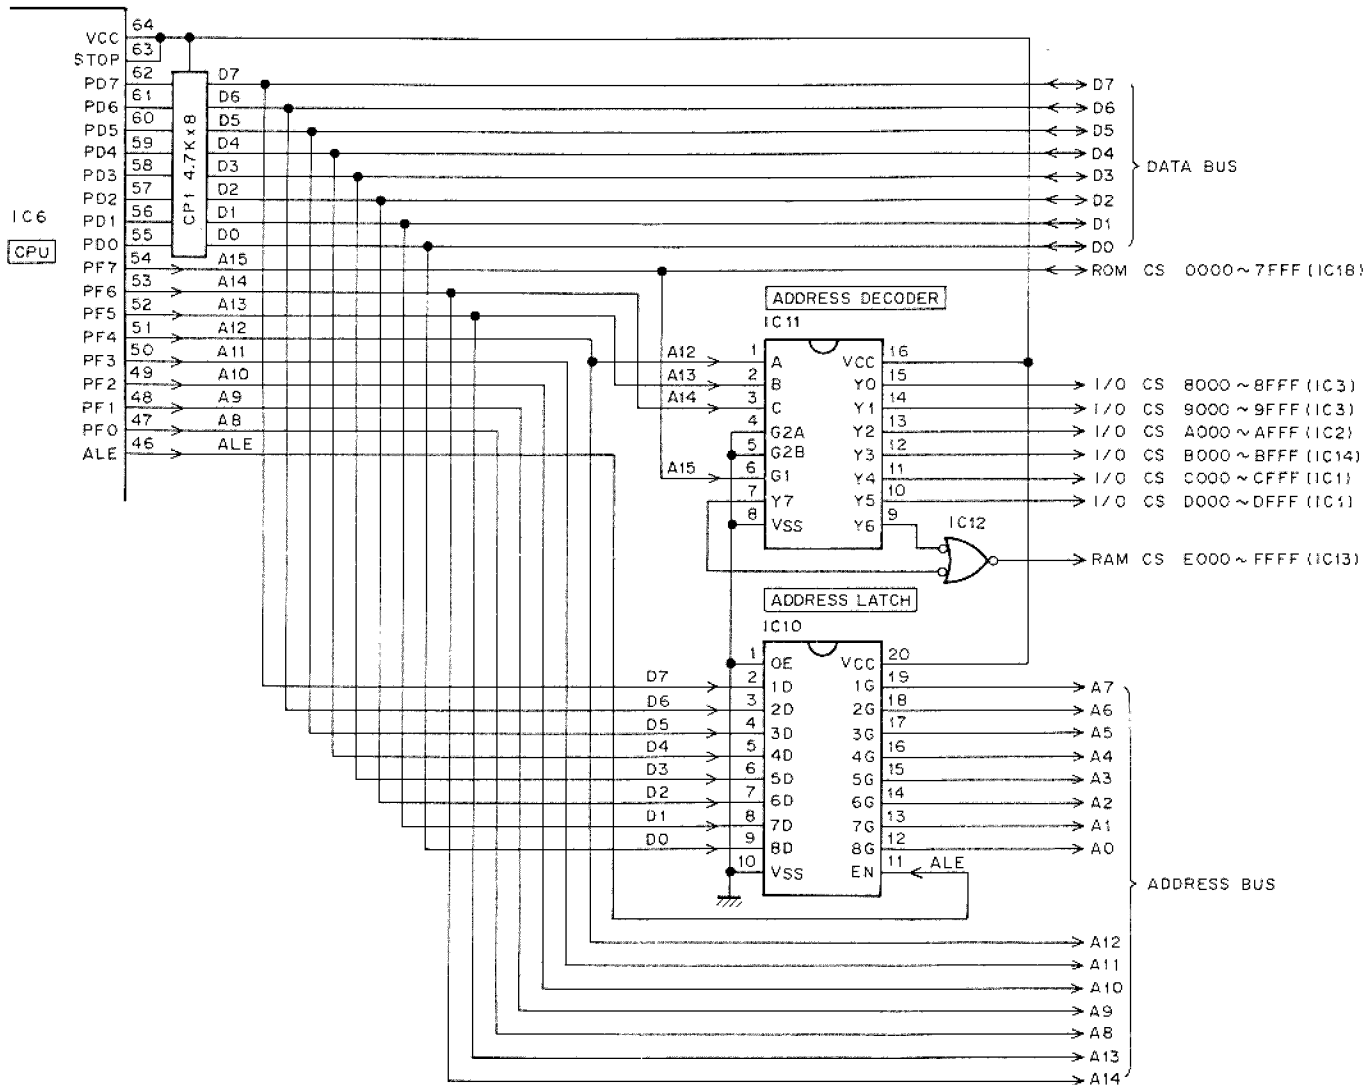 64
VCC
63
STOP
62
PD7 D7 D7
61
PD6 D6 D6
60
PD5 D5 D5
59
PD4 D4 D4
58
PD3 D3 D3
57
PD2 D2 D2
56
PD1 D1 D1
55
PD0 D0 D0
CP1 4.7K×8
DATA BUS
IC6
CPU
54
PF7 A15 ROM CS 0000~7FFF (IC18)
53
PF6 A14
52
PF5 A13
51
PF4 A12
50
PF3 A11
49
PF2 A10
48
PF1 A9
47
PF0 A8
46
ALE ALE
ADDRESS DECODER
IC11
A12 1 A VCC 16
A13 2 B Y0 15 I/O CS 8000~8FFF (IC3)
A14 3 C Y1 14 I/O CS 9000~9FFF (IC3)
4 G2A Y2 13 I/O CS A000~AFFF (IC2)
5 G2B Y3 12 I/O CS B000~BFFF (IC14)
A15 6 G1 Y4 11 I/O CS C000~CFFF (IC1)
7 Y7 Y5 10 I/O CS D000~DFFF (IC1)
8 VSS Y6 9
IC12
RAM CS E000~FFFF (IC13)
ADDRESS LATCH
IC10
1 OE VCC 20
D7 2 1D 1G 19 A7
D6 3 2D 2G 18 A6
D5 4 3D 3G 17 A5
D4 5 4D 4G 16 A4
D3 6 5D 5G 15 A3
D2 7 6D 6G 14 A2
D1 8 7D 7G 13 A1
D0 9 8D 8G 12 A0
10 VSS EN 11 ALE
ADDRESS BUS
A12
A11
A10
A9
A8
A13
A14